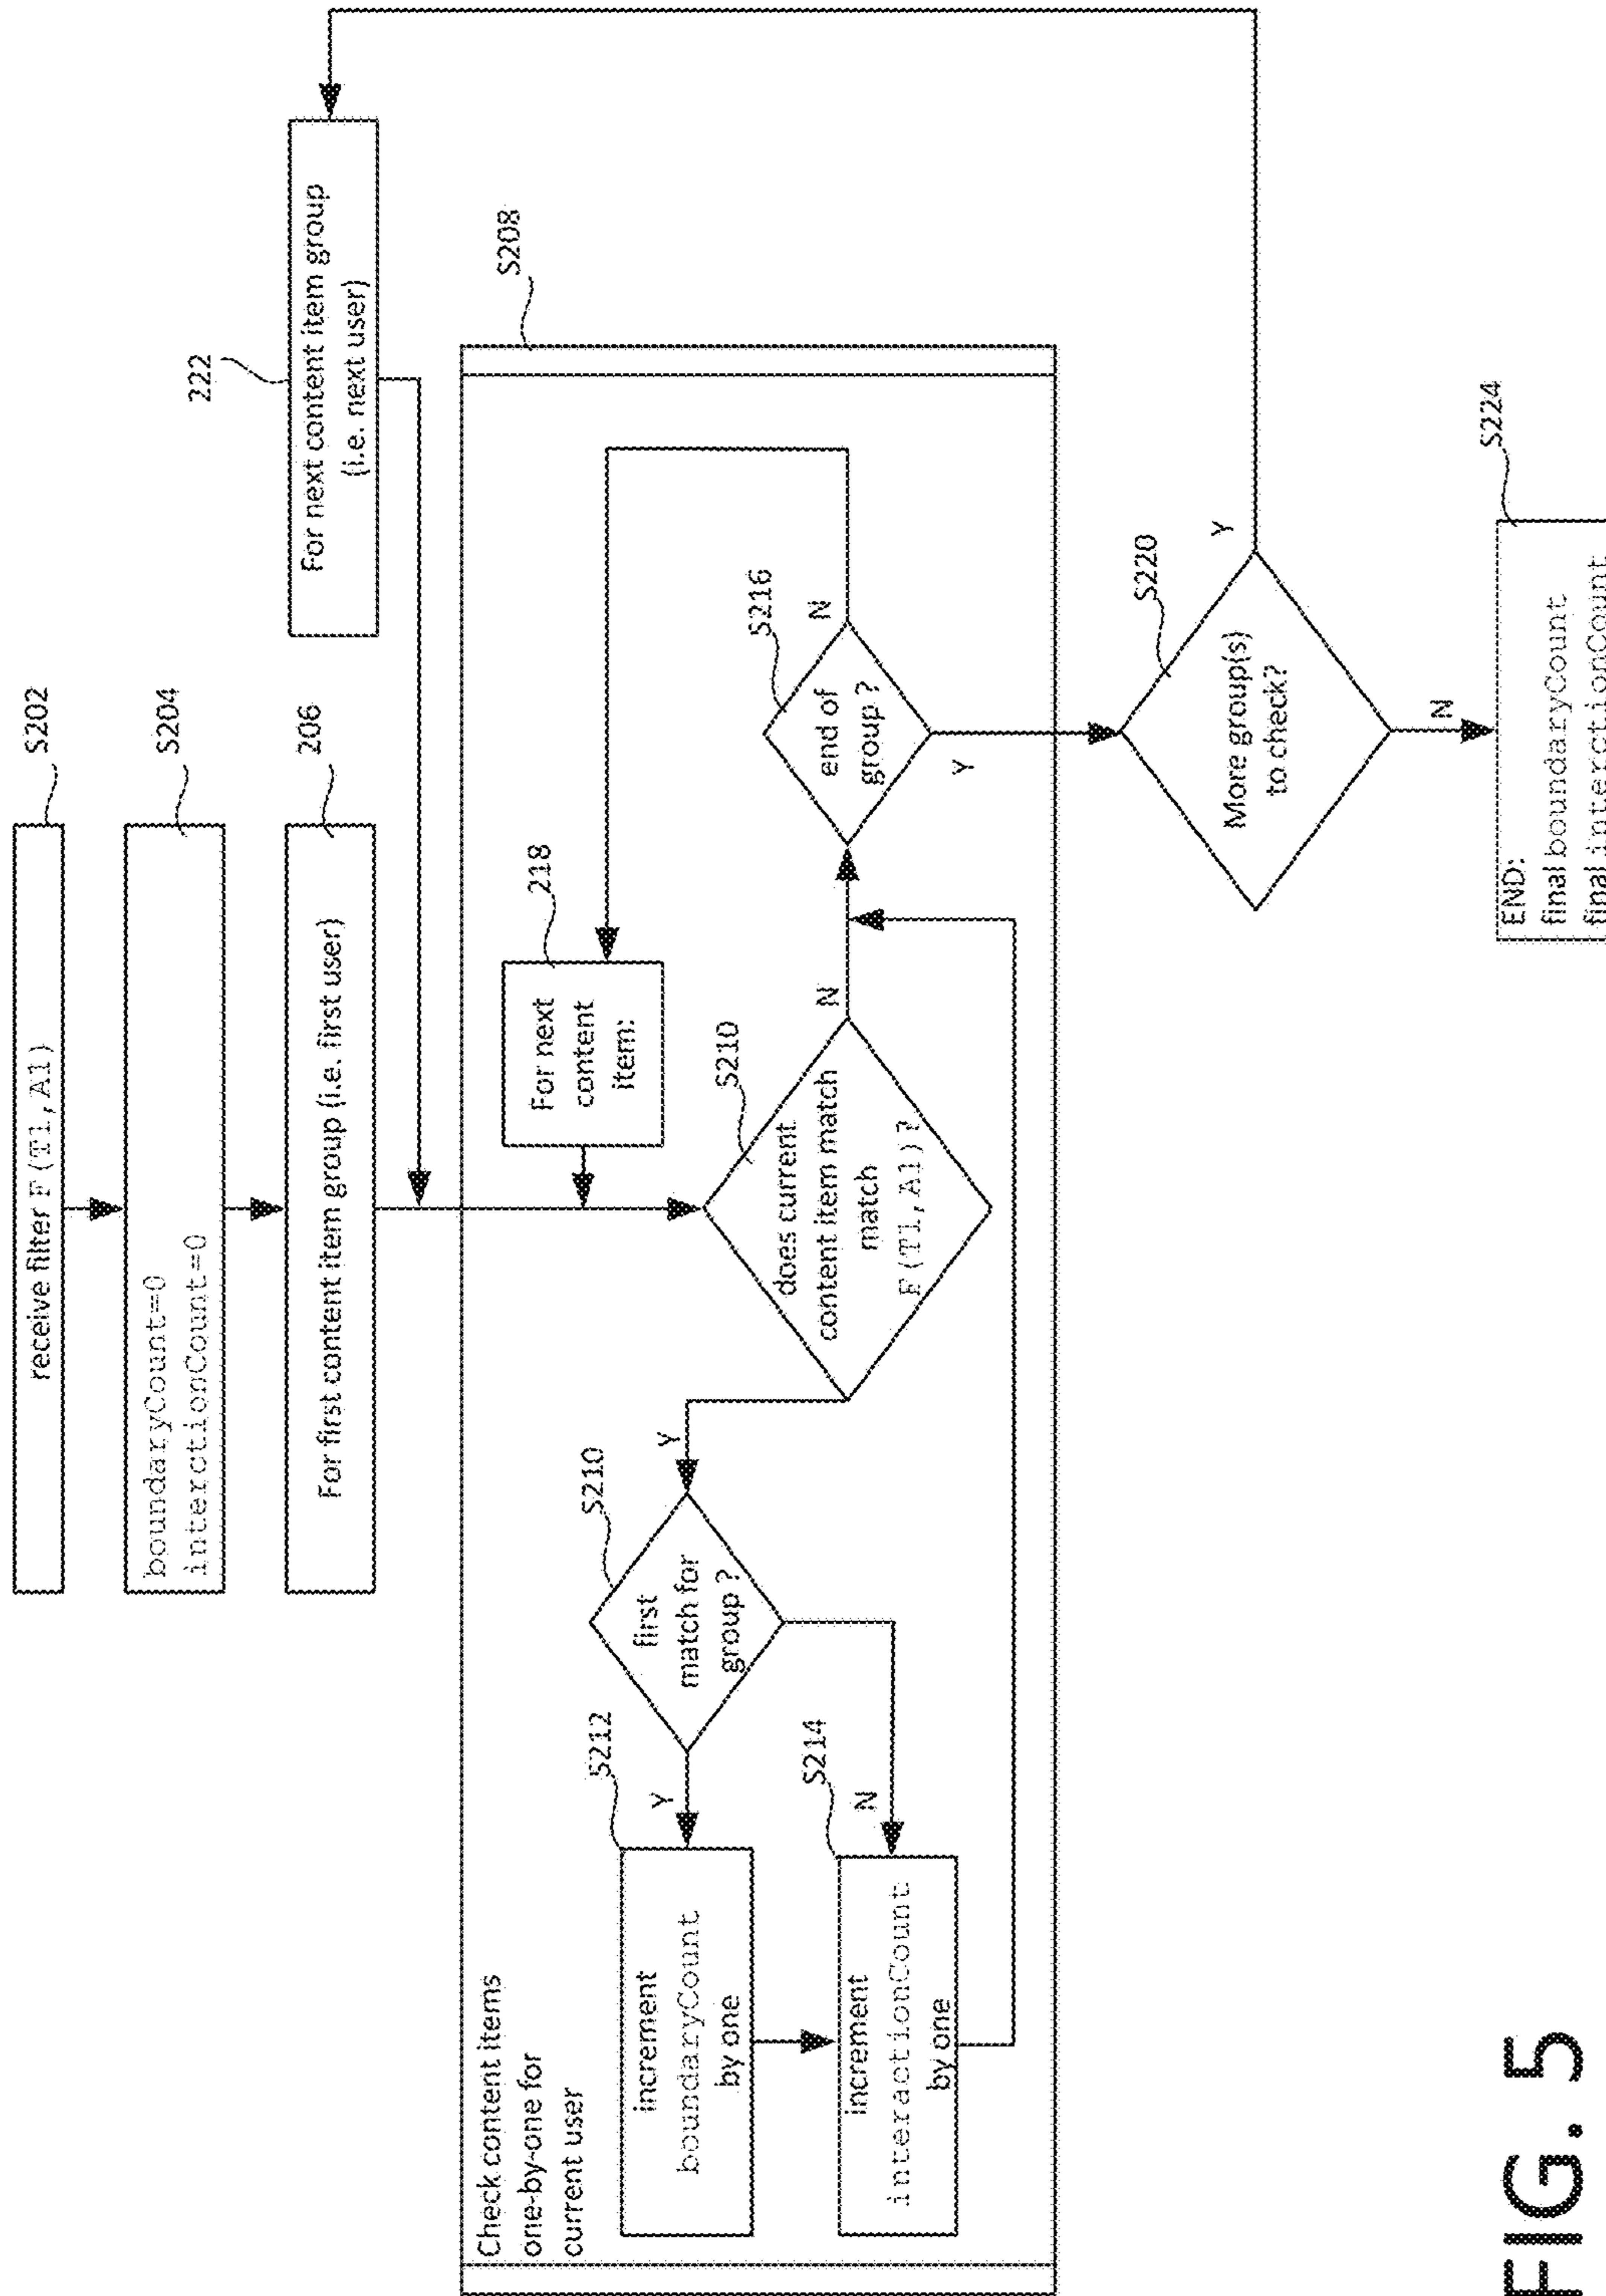 receive filter F(T1,A1)
S202
boundaryCount=0
interctionCount=0
S204
For first content item group (i.e. first user)
206
222
For next content item group
(i.e. next user)
S208
Check content items
one-by-one for
current user
218
For next
content
item:
S210
does current
content item match
match
F(T1,A1)?
Y
N
S210
first
match for
group ?
Y
N
S212
increment
boundaryCount
by one
S214
increment
interactionCount
by one
S216
end of
group ?
N
Y
S220
More group(s)
to check?
Y
N
S224
END:
final boundaryCount
final interctionCount
FIG. 5